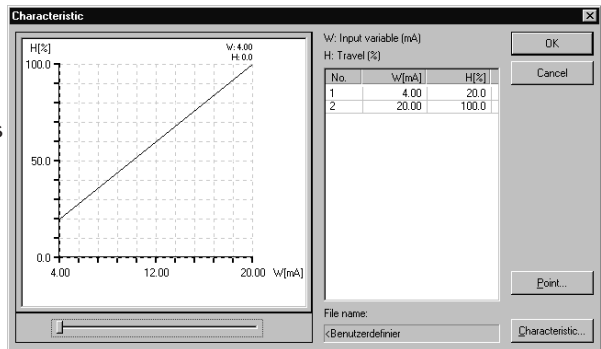 Characteristic
s
H[%]
W: 4.00
H: 0.0
100.0
50.0
0.0
4.00 12.00 20.00 W[mA]
W: Input variable (mA)
H: Travel (%)
No. W[mA] H[%]
1 4.00 20.0
2 20.00 100.0
File name:
<Benutzerdefinier
OK
Cancel
Point...
Characteristic...